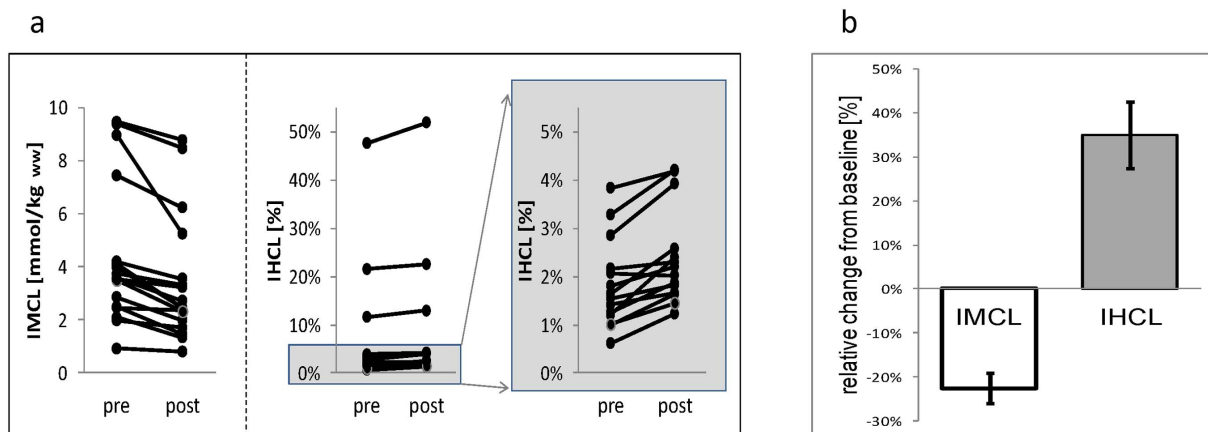 a
b
IMCL [mmol/kg ww]
10
8
6
4
2
0
pre post
IHCL [%]
50%
40%
30%
20%
10%
0%
pre post
IHCL [%]
5%
4%
3%
2%
1%
0%
pre post
relative change from baseline [%]
50%
40%
30%
20%
10%
0%
-10%
-20%
-30%
IMCL
IHCL